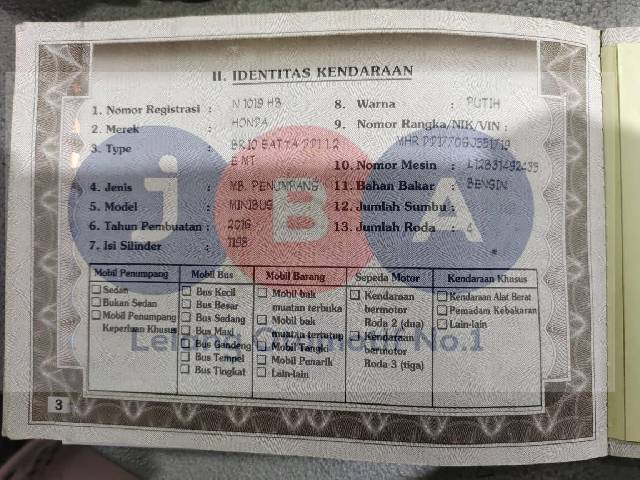 II. IDENTITAS KENDARAAN
1. Nomor Registrasi : N 1019 HB
2. Merek : HONDA
3. Type : BRIO SATYA DD1 1.2
E MT
4. Jenis : MB. PENUMPANG
5. Model : MINIBUS
6. Tahun Pembuatan : 2016
7. Isi Silinder : 1198
8. Warna : PUTIH
9. Nomor Rangka/NIK/VIN :
10. Nomor Mesin :
11. Bahan Bakar : BENSIN
12. Jumlah Sumbu :
13. Jumlah Roda : 4
Mobil Penumpang
Sedan
Bukan Sedan
Mobil Penumpang
Keperluan Khusus
Mobil Bus
Bus Kecil
Bus Besar
Bus Sedang
Bus Maxi
Bus Gandeng
Bus Tempel
Bus Tingkat
Mobil Barang
Mobil bak
muatan terbuka
Mobil bak
muatan tertutup
Mobil Tangki
Mobil Penarik
Lain-lain
Sepeda Motor
Kendaraan
bermotor
Roda 2 (dua)
Kendaraan
bermotor
Roda 3 (tiga)
Kendaraan Khusus
Kendaraan Alat Berat
Pemadam Kebakaran
Lain-lain
3
J B A
No.1